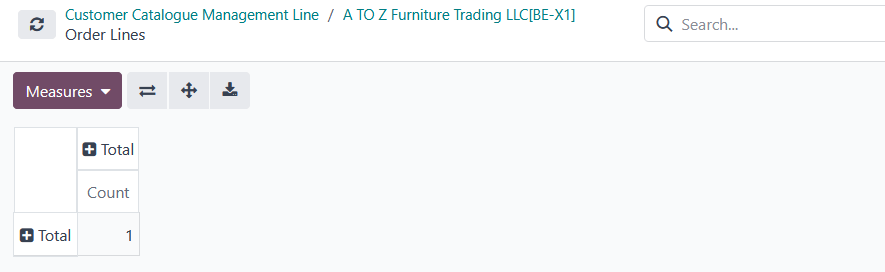 Customer Catalogue Management Line / A TO Z Furniture Trading LLC[BE-X1]
Order Lines
Search...
Measures
Total
Count
Total 1